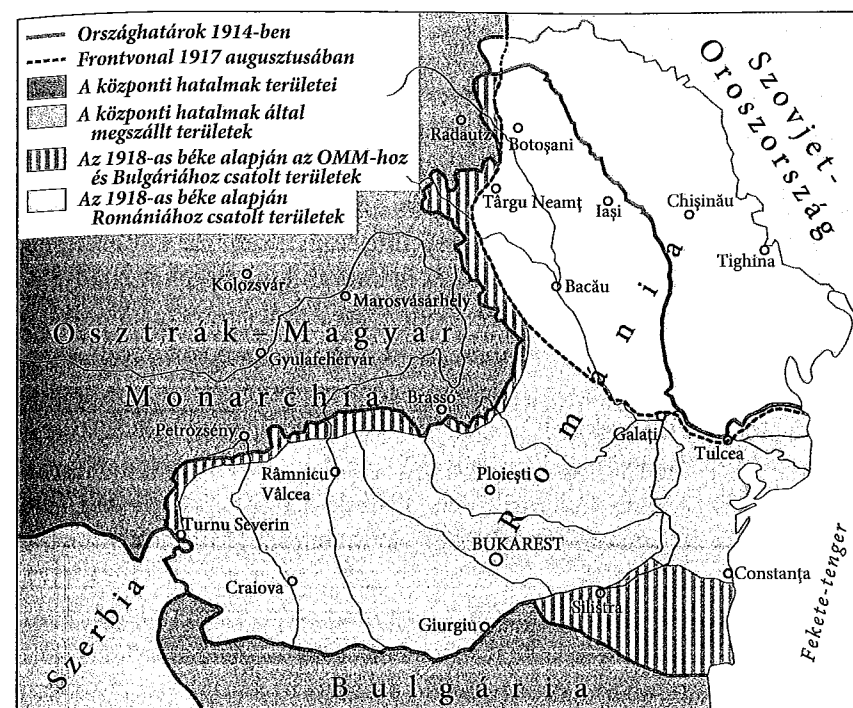 Országhatárok 1914-ben
Frontvonal 1917 augusztusában
A központi hatalmak területei
A központi hatalmak által
megszállt területek
Az 1918-as béke alapján az OMM-hoz
és Bulgáriához csatolt területek
Az 1918-as béke alapján
Romániához csatolt területek
Szovjet-
Oroszország
Rădăuți
Botoșani
Târgu Neamț
Iași
Chișinău
Tighina
Kolozsvár
Bacău
Marosvásárhely
Osztrák–Magyar
Monarchia
Gyulafehérvár
Brassó
Petrozsény
Galați
Tulcea
Râmnicu
Vâlcea
Ploiești
Románia
Turnu Severin
BUKAREST
Constanța
Craiova
Silistra
Giurgiu
Szerbia
Bulgária
Fekete-tenger